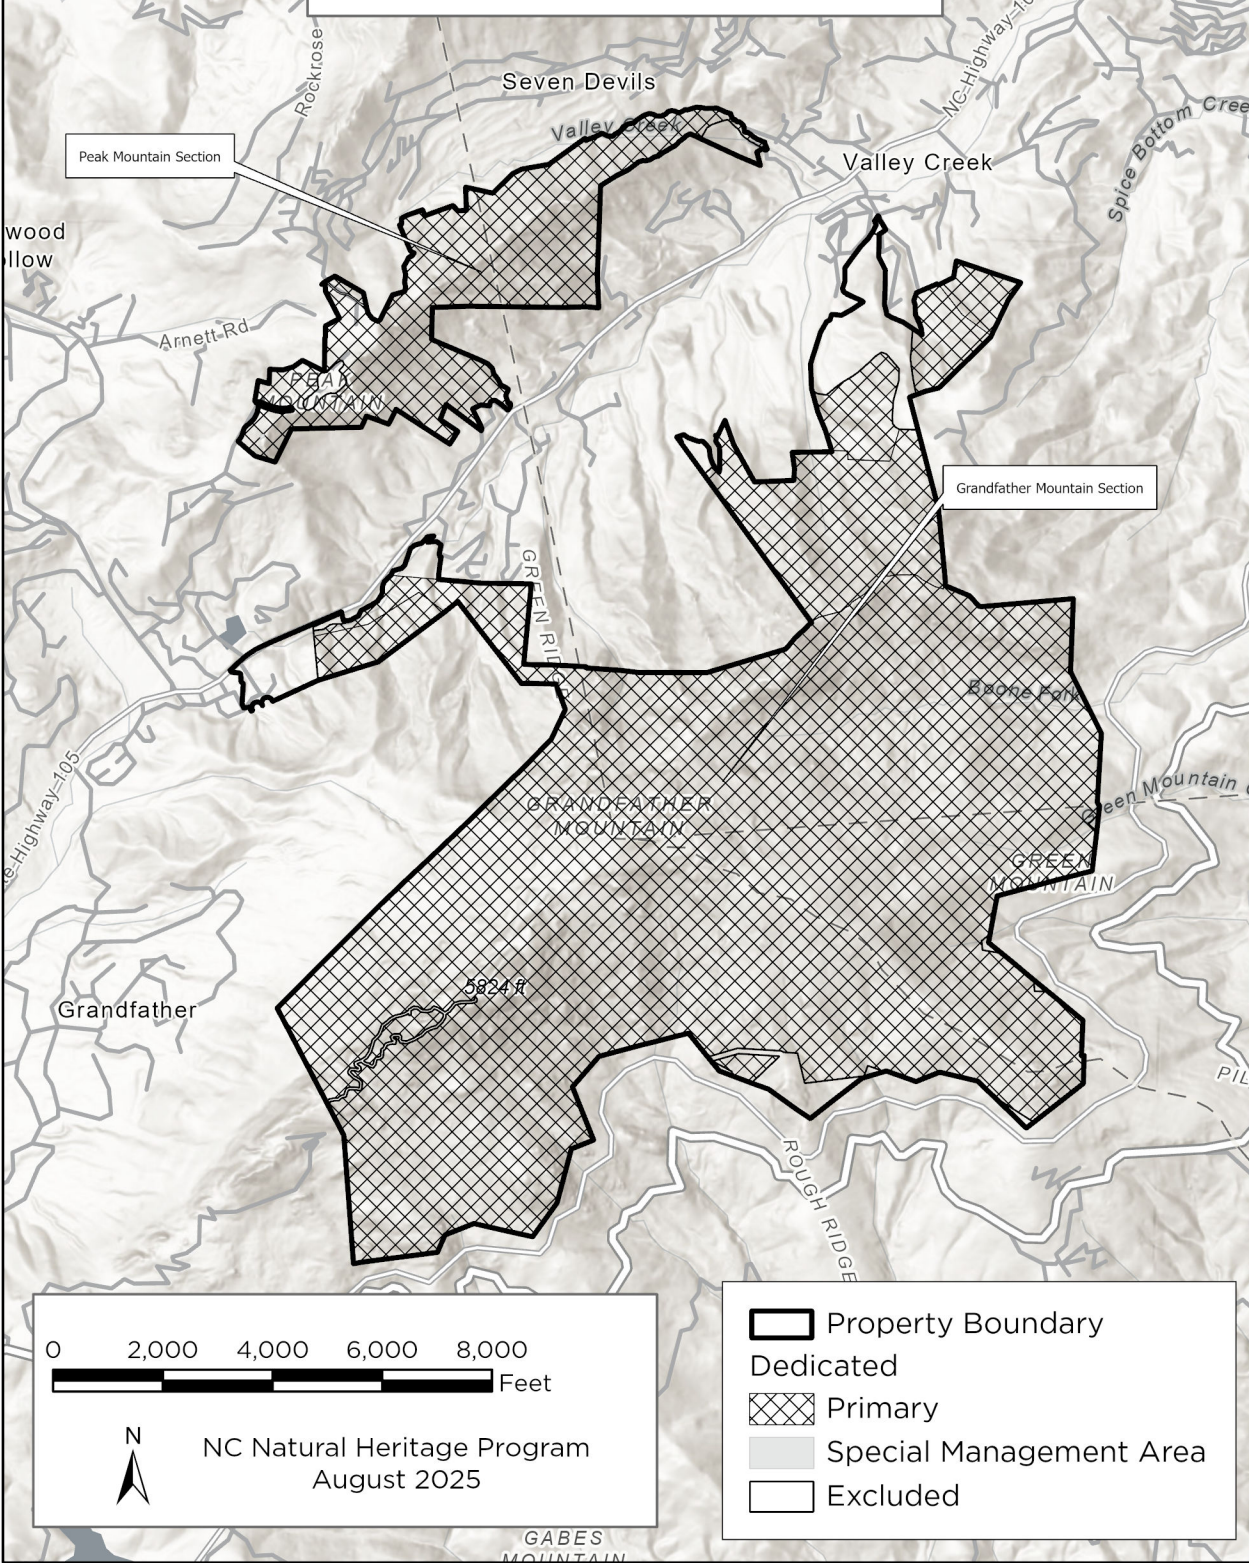 NC-Highway-10
Rockrose
Seven Devils
Valley Creek
Spice Bottom Cree
Peak Mountain Section
Valley Creek
wood
llow
Arnett Rd
PEAK
MOUNTAIN
Grandfather Mountain Section
GREEN RIDGE
Boone Fork
e-Highway-105
GRANDFATHER
MOUNTAIN
Green Mountain
GREEN
MOUNTAIN
5824 ft
Grandfather
PIL
ROUGH RIDGE
0 2,000 4,000 6,000 8,000
Feet
N
NC Natural Heritage Program
August 2025
Property Boundary
Dedicated
Primary
Special Management Area
Excluded
GABES
MOUNTAIN